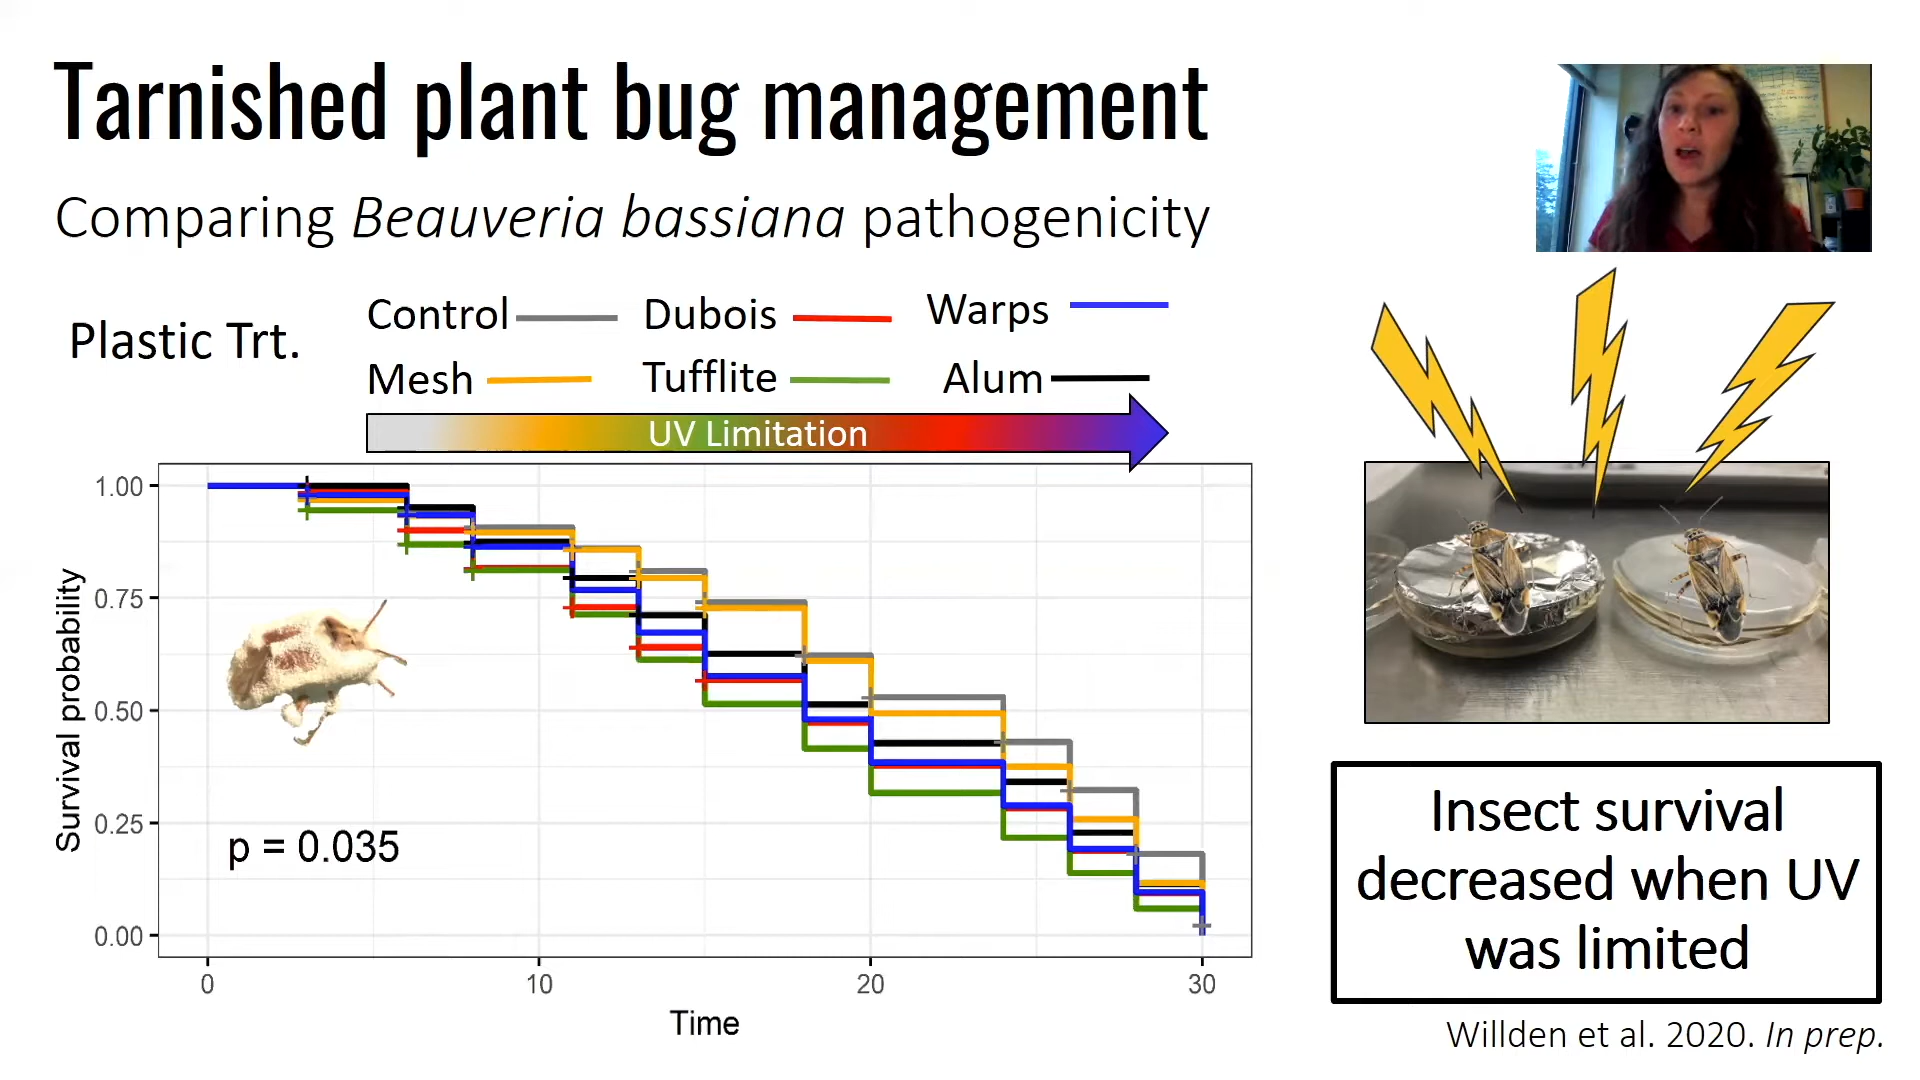 Tarnished plant bug management
Comparing Beauveria bassiana pathogenicity
Plastic Trt.
Control
Dubois
Warps
Mesh
Tufflite
Alum
UV Limitation
1.00
0.75
0.50
0.25
0.00
Survival probability
p = 0.035
0
10
20
30
Time
Insect survival
decreased when UV
was limited
Willden et al. 2020. In prep.